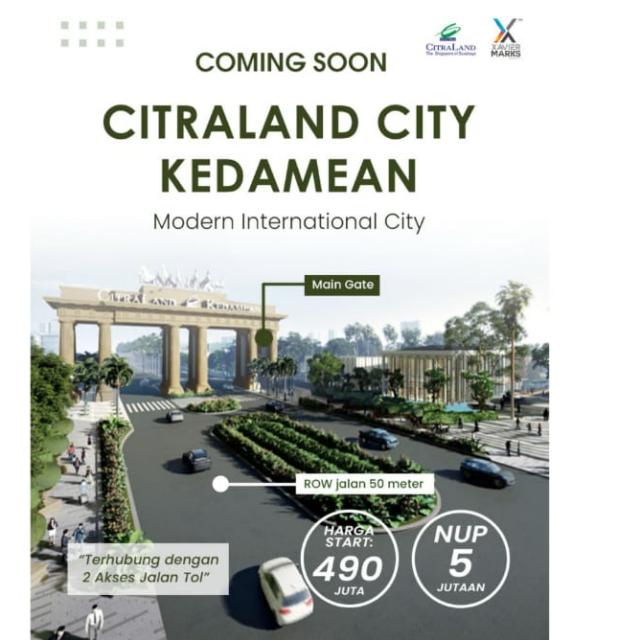 CITRALAND
XAVIER
MARKS
COMING SOON
CITRALAND CITY
KEDAMEAN
Modern International City
Main Gate
CITRALAND KEDAMEAN
ROW jalan 50 meter
HARGA
START:
490
JUTA
NUP
5
JUTAAN
"Terhubung dengan
2 Akses Jalan Tol"